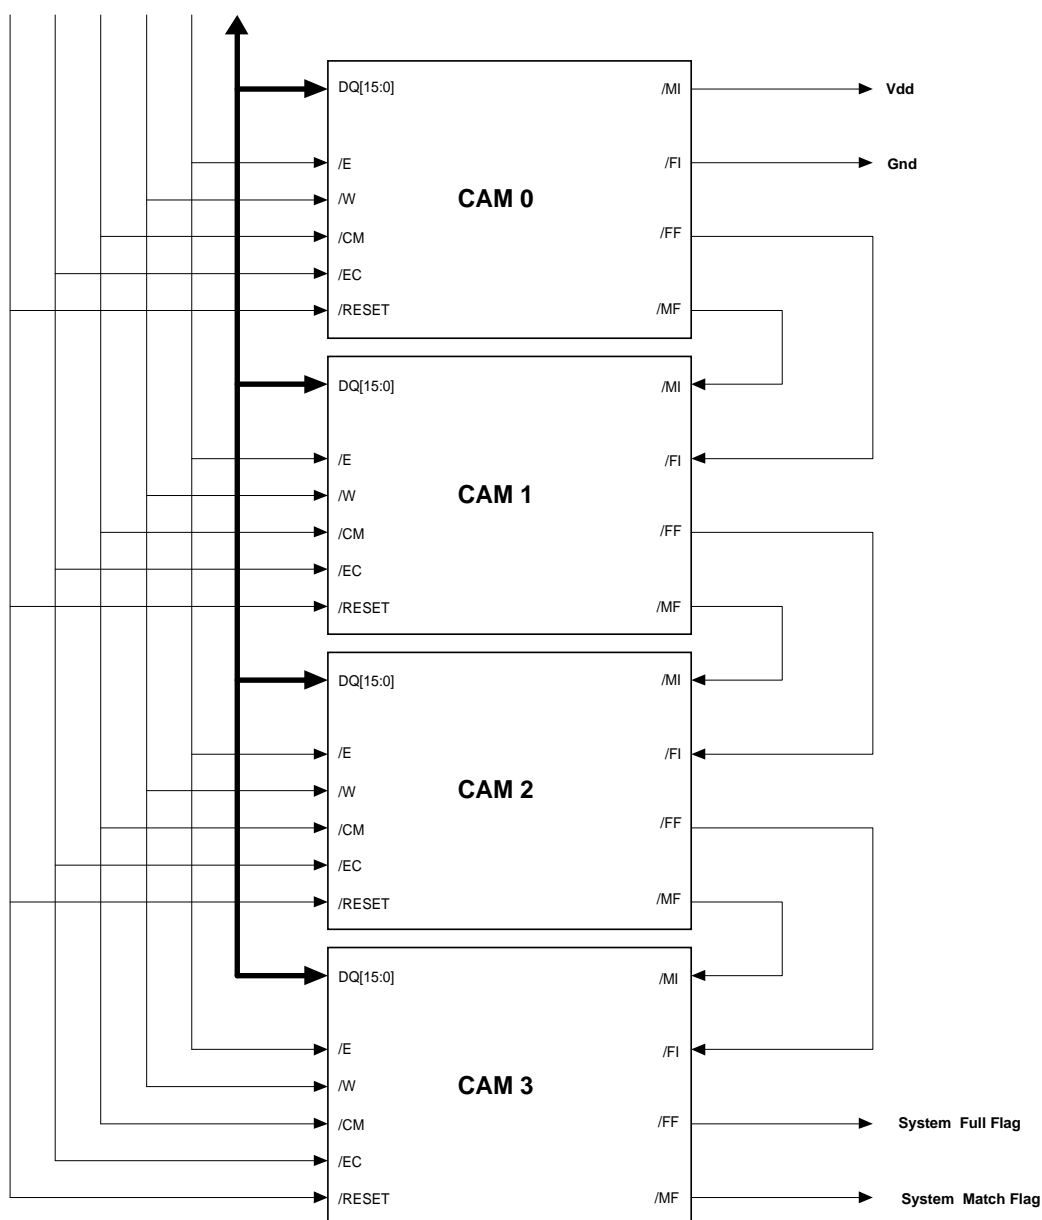 DQ[15:0] /MI Vdd
/E /FI Gnd
/W CAM 0
/CM /FF
/EC
/RESET /MF
DQ[15:0] /MI
/E /FI
/W CAM 1
/CM /FF
/EC
/RESET /MF
DQ[15:0] /MI
/E /FI
/W CAM 2
/CM /FF
/EC
/RESET /MF
DQ[15:0] /MI
/E /FI
/W CAM 3
/CM /FF System Full Flag
/EC
/RESET /MF System Match Flag